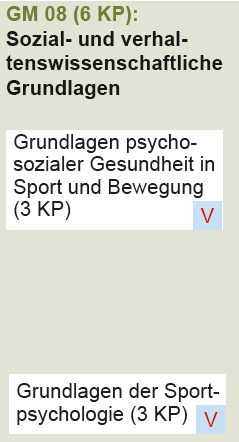 GM 08 (6 KP):
Sozial- und verhal-
tenswissenschaftliche
Grundlagen
Grundlagen psycho-
sozialer Gesundheit in
Sport und Bewegung
(3 KP)
V
Grundlagen der Sport-
psychologie (3 KP)
V